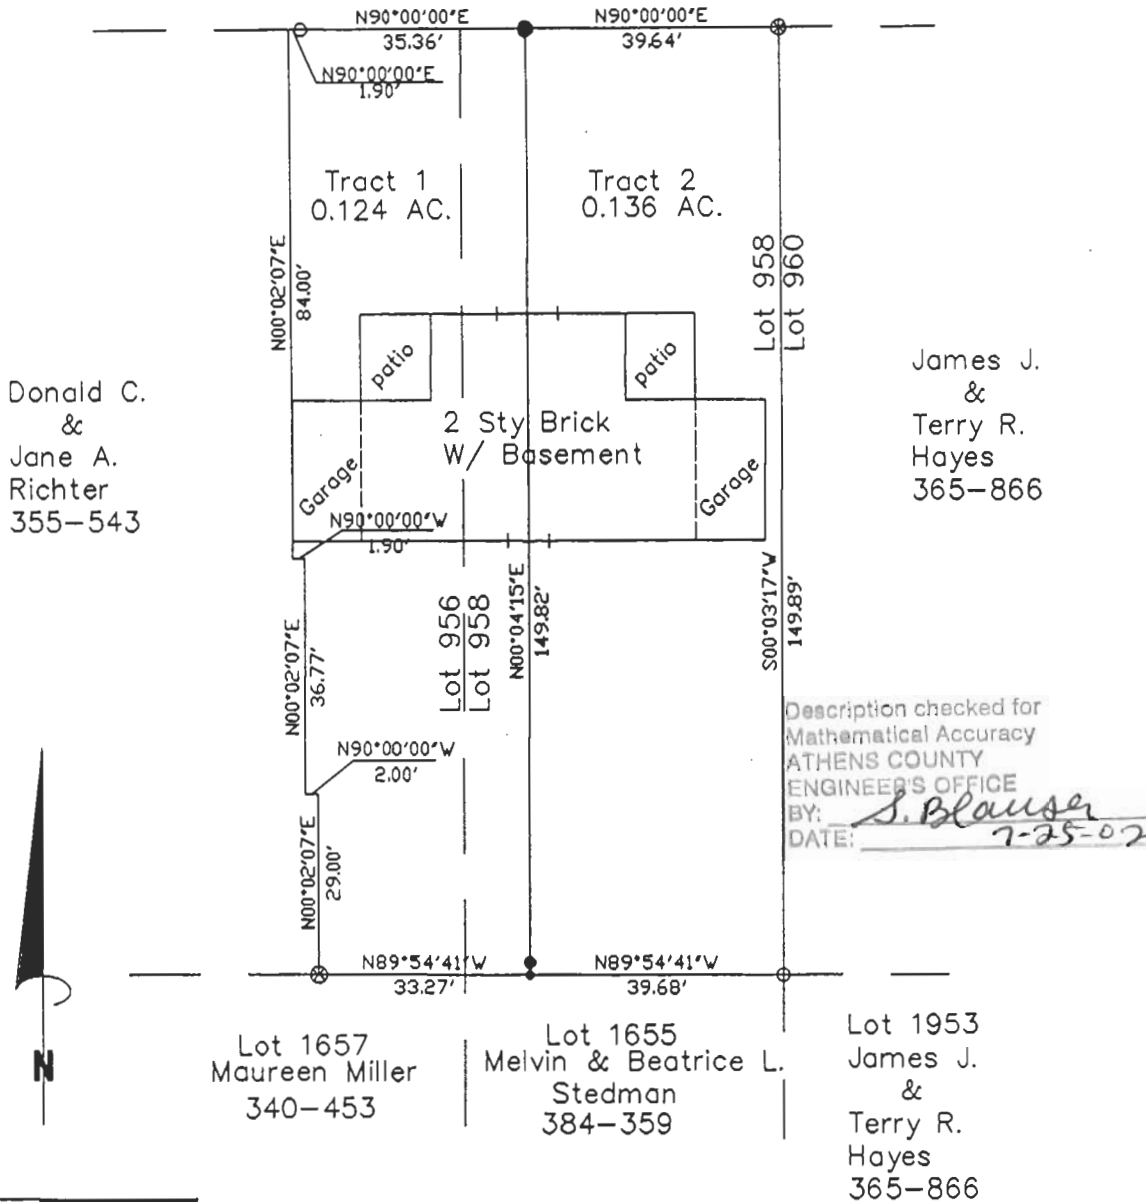 N90°00'00"E
35.36'
N90°00'00"E
39.64'
N90°00'00"E
1.90'
Tract 1
0.124 AC.
Tract 2
0.136 AC.
N00°02'07"E
84.00'
Lot 958
Lot 960
patio
patio
Donald C.
&
Jane A.
Richter
355-543
James J.
&
Terry R.
Hayes
365-866
2 Sty Brick
W/ Basement
Garage
Garage
N90°00'00"W
1.90'
Lot 956
Lot 958
N00°04'15"E
149.82'
S00°03'17"W
149.89'
N00°02'07"E
36.77'
N90°00'00"W
2.00'
Description checked for
Mathematical Accuracy
ATHENS COUNTY
ENGINEER'S OFFICE
BY: S. Blauser
DATE: 7-25-02
N00°02'07"E
29.00'
N89°54'41"W
33.27'
N89°54'41"W
39.68'
N
Lot 1657
Maureen Miller
340-453
Lot 1655
Melvin & Beatrice L.
Stedman
384-359
Lot 1953
James J.
&
Terry R.
Hayes
365-866